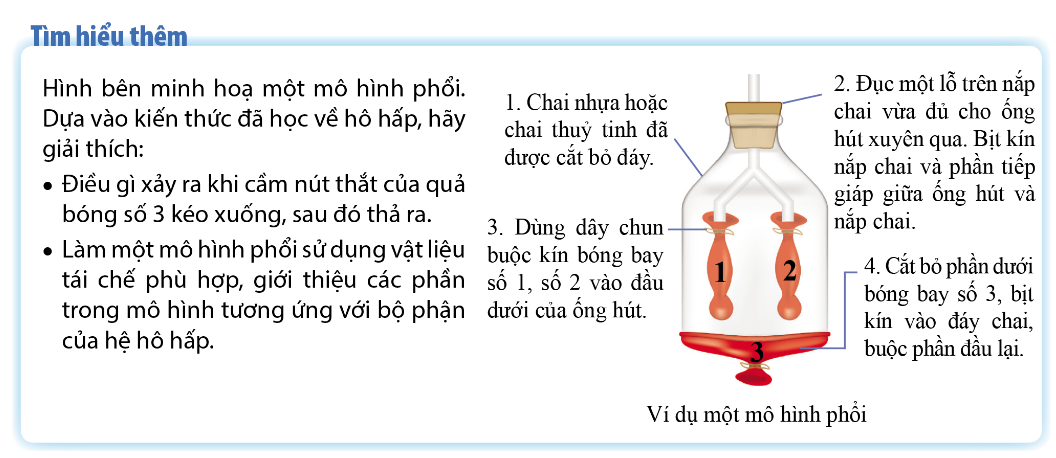 Tìm hiểu thêm
Hình bên minh hoạ một mô hình phổi.
Dựa vào kiến thức đã học về hô hấp, hãy
giải thích:
• Điều gì xảy ra khi cầm nút thắt của quả
bóng số 3 kéo xuống, sau đó thả ra.
• Làm một mô hình phổi sử dụng vật liệu
tái chế phù hợp, giới thiệu các phần
trong mô hình tương ứng với bộ phận
của hệ hô hấp.
1. Chai nhựa hoặc
chai thuỷ tinh đã
được cắt bỏ đáy.
2. Đục một lỗ trên nắp
chai vừa đủ cho ống
hút xuyên qua. Bịt kín
nắp chai và phần tiếp
giáp giữa ống hút và
nắp chai.
3. Dùng dây chun
buộc kín bóng bay
số 1, số 2 vào đầu
dưới của ống hút.
4. Cắt bỏ phần dưới
bóng bay số 3, bịt
kín vào đáy chai,
buộc phần đầu lại.
1
2
3
Ví dụ một mô hình phổi